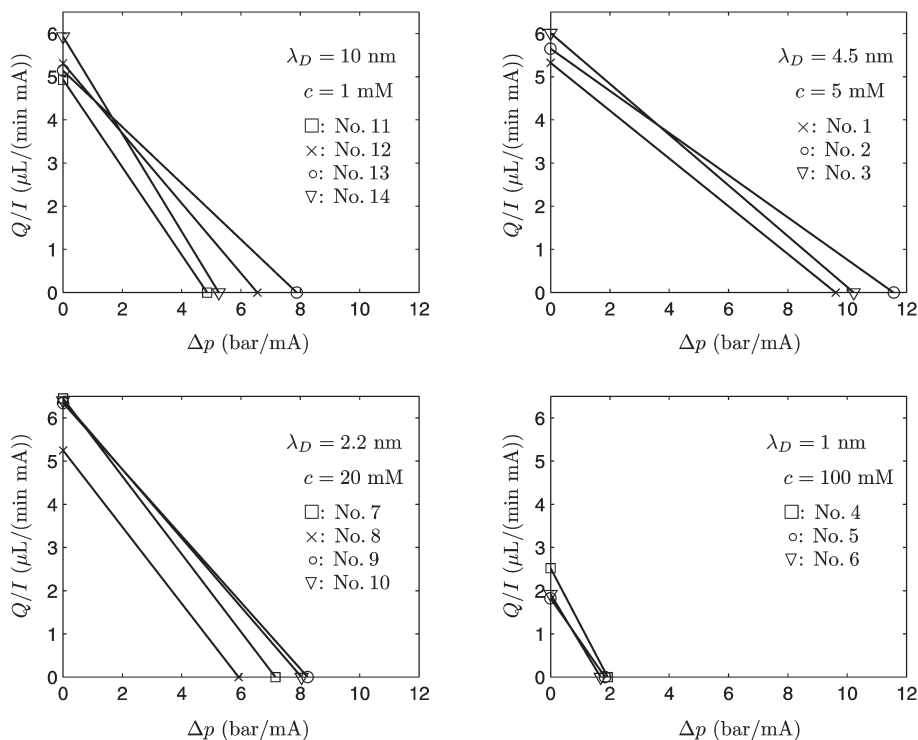 6
5
4
3
2
1
0
Q/I (μL/(min mA))
λ_D = 10 nm
c = 1 mM
□: No. 11
×: No. 12
○: No. 13
▽: No. 14
0 2 4 6 8 10 12
Δp (bar/mA)
6
5
4
3
2
1
0
Q/I (μL/(min mA))
λ_D = 4.5 nm
c = 5 mM
×: No. 1
○: No. 2
▽: No. 3
0 2 4 6 8 10 12
Δp (bar/mA)
6
5
4
3
2
1
0
Q/I (μL/(min mA))
λ_D = 2.2 nm
c = 20 mM
□: No. 7
×: No. 8
○: No. 9
▽: No. 10
0 2 4 6 8 10 12
Δp (bar/mA)
6
5
4
3
2
1
0
Q/I (μL/(min mA))
λ_D = 1 nm
c = 100 mM
□: No. 4
○: No. 5
▽: No. 6
0 2 4 6 8 10 12
Δp (bar/mA)